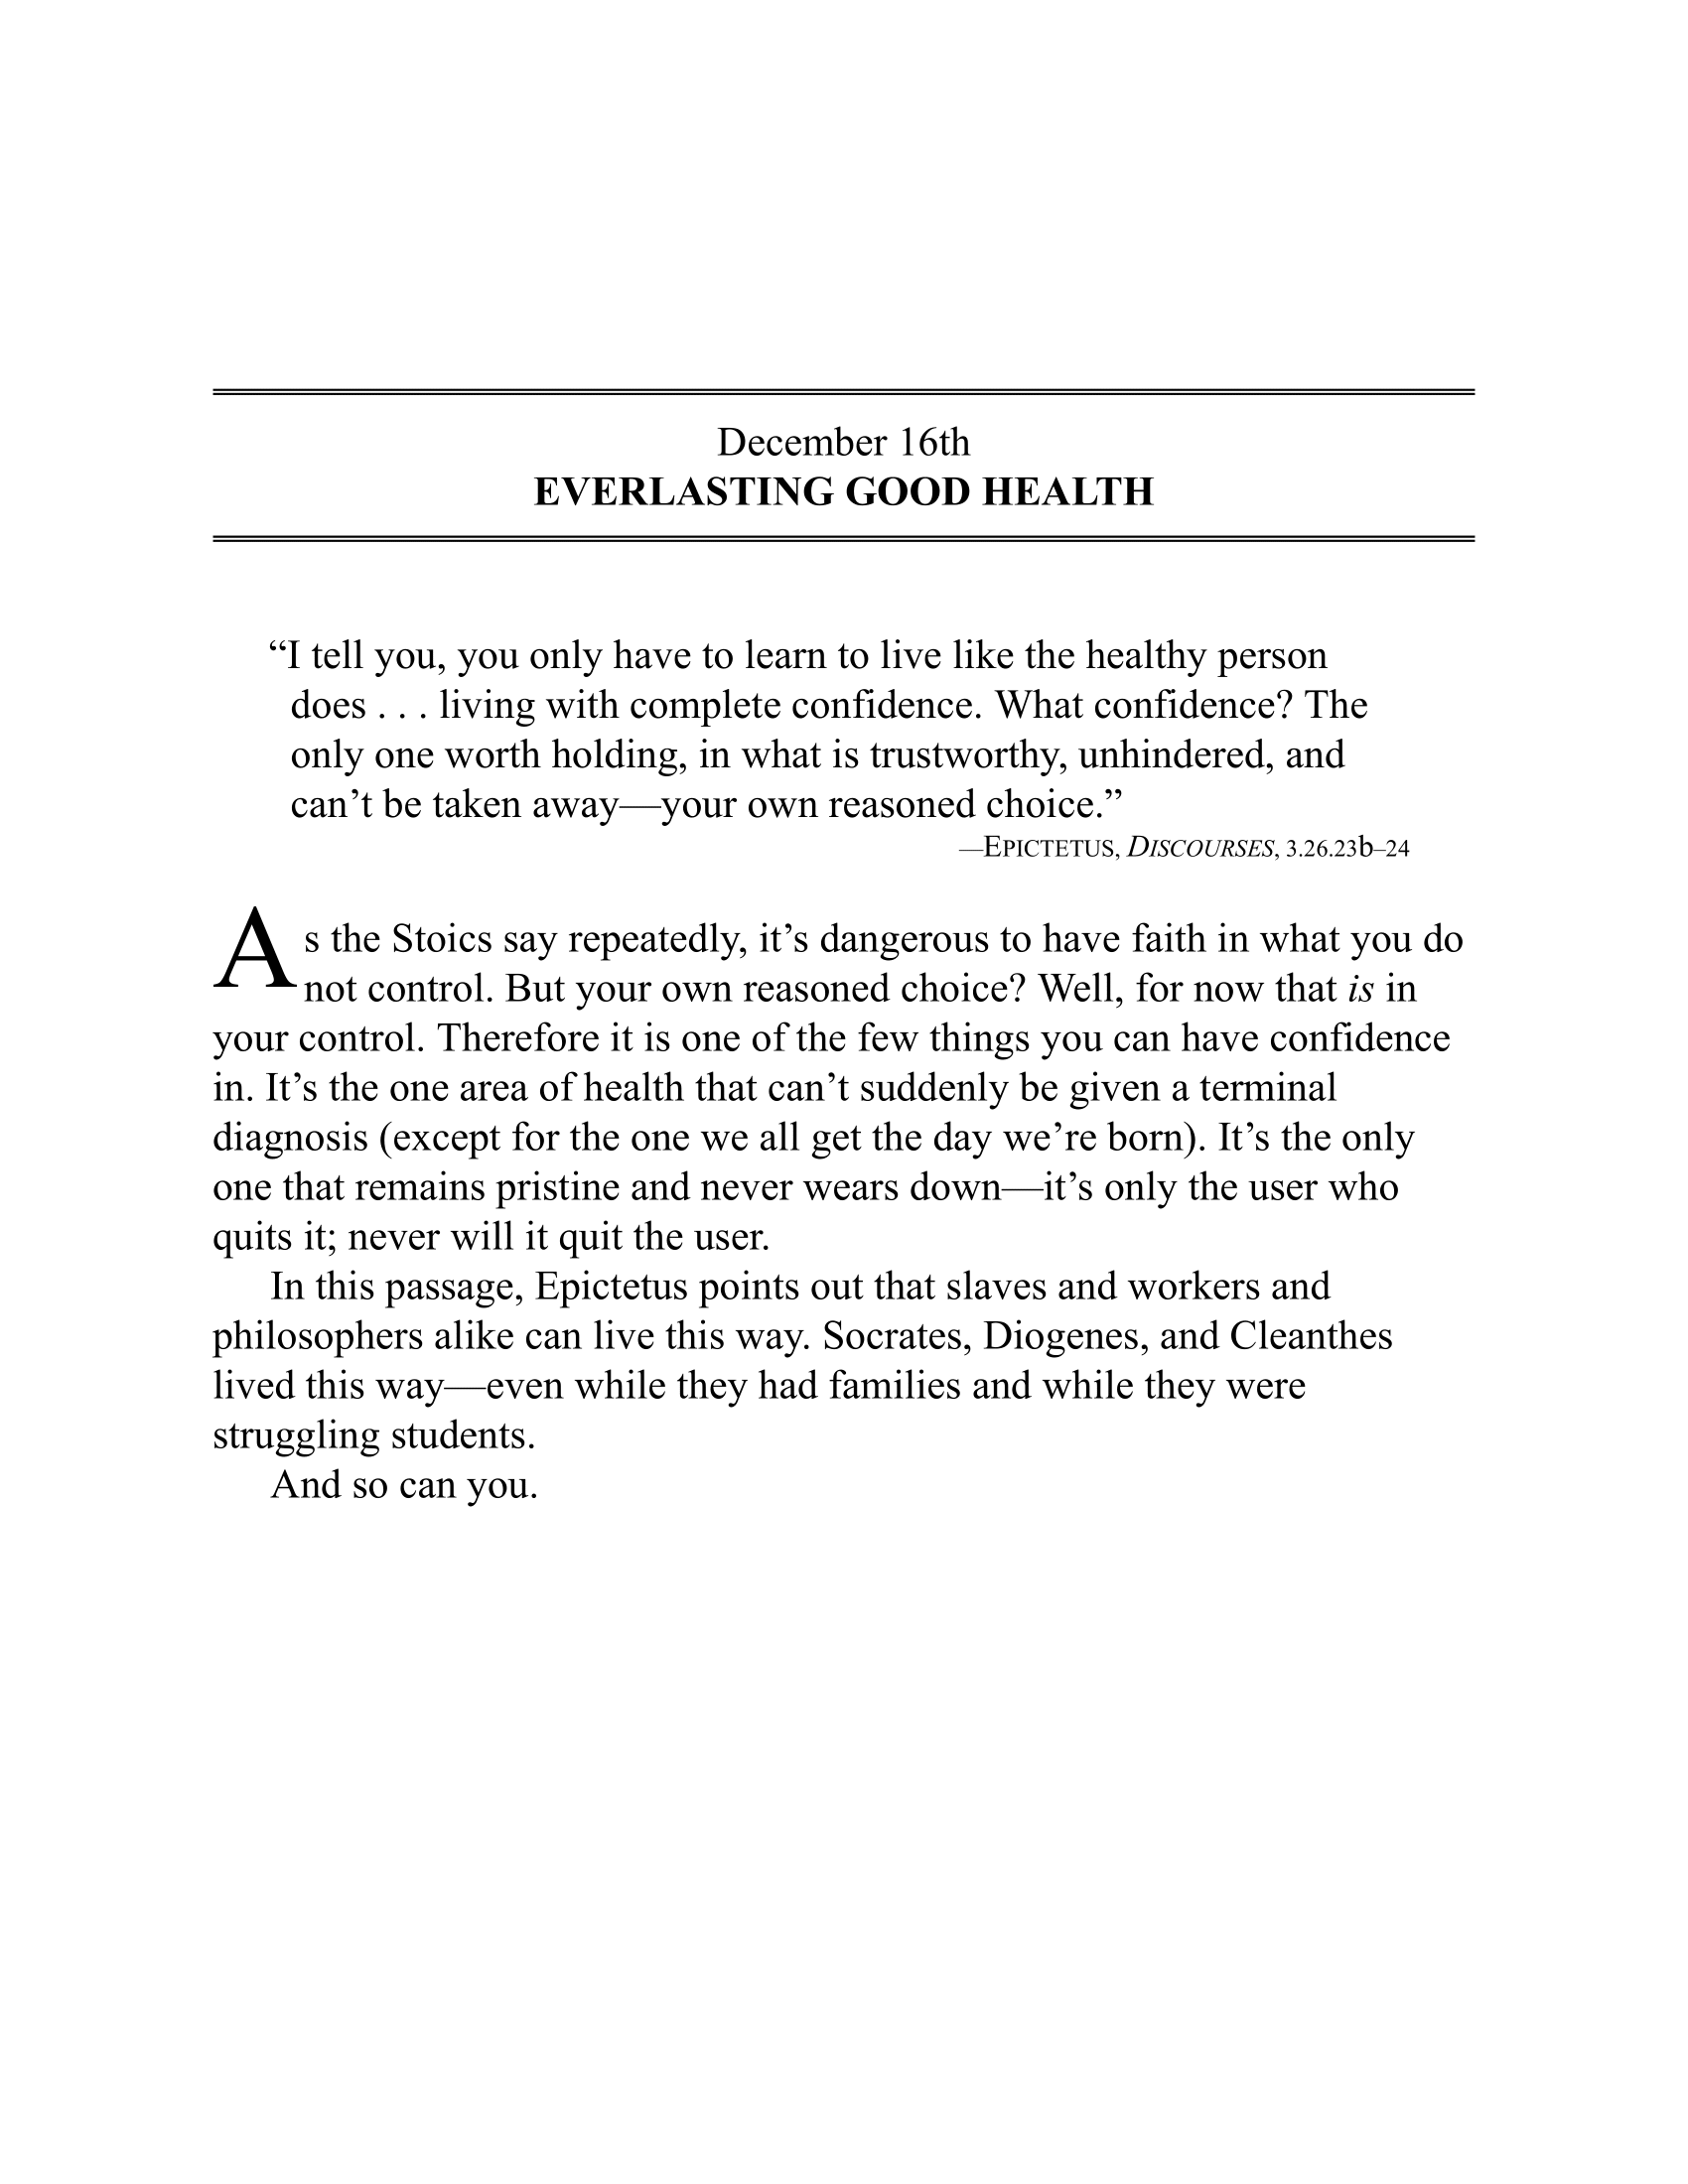 December 16th
EVERLASTING GOOD HEALTH
“I tell you, you only have to learn to live like the healthy person
does . . . living with complete confidence. What confidence? The
only one worth holding, in what is trustworthy, unhindered, and
can’t be taken away—your own reasoned choice.”
—EPICTETUS, DISCOURSES, 3.26.23b–24
As the Stoics say repeatedly, it’s dangerous to have faith in what you do
not control. But your own reasoned choice? Well, for now that is in
your control. Therefore it is one of the few things you can have confidence
in. It’s the one area of health that can’t suddenly be given a terminal
diagnosis (except for the one we all get the day we’re born). It’s the only
one that remains pristine and never wears down—it’s only the user who
quits it; never will it quit the user.
In this passage, Epictetus points out that slaves and workers and
philosophers alike can live this way. Socrates, Diogenes, and Cleanthes
lived this way—even while they had families and while they were
struggling students.
And so can you.